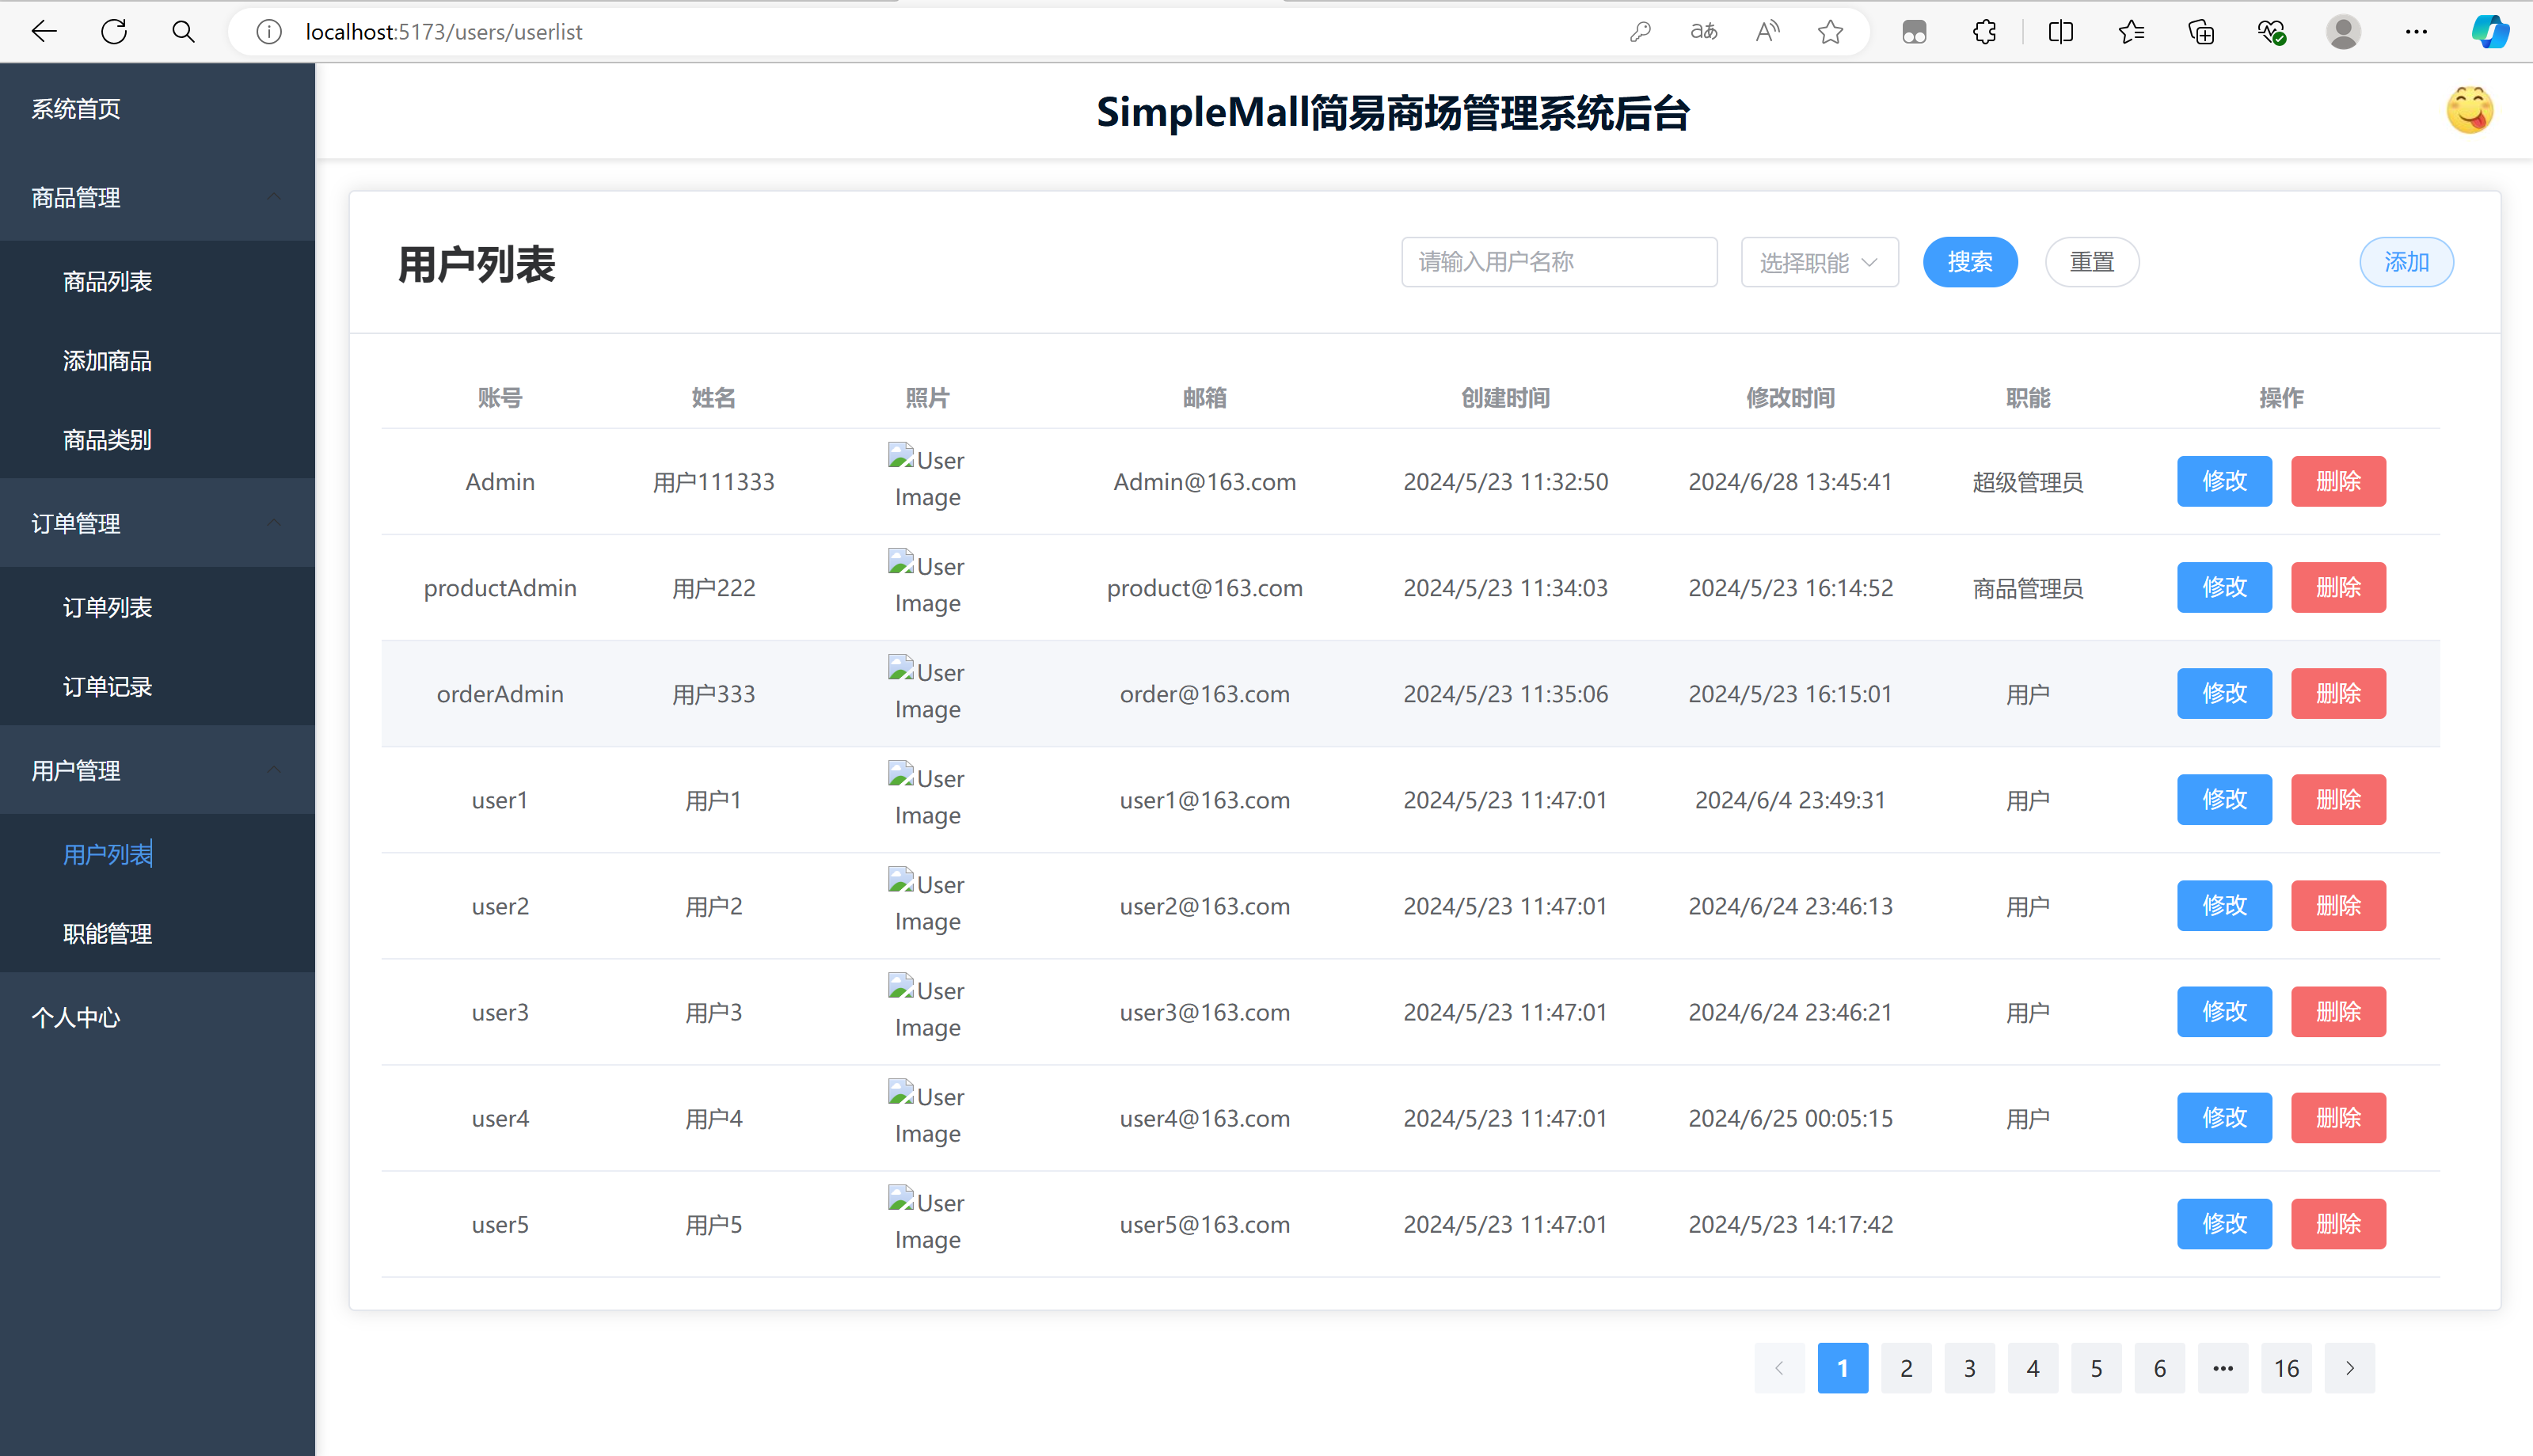 localhost:5173/users/userlist
系统首页
商品管理
商品列表
添加商品
商品类别
订单管理
订单列表
订单记录
用户管理
用户列表
职能管理
个人中心
SimpleMall简易商场管理系统后台
用户列表 请输入用户名称 选择职能 搜索 重置 添加
账号 姓名 照片 邮箱 创建时间 修改时间 职能 操作
Admin 用户111333 User Image Admin@163.com 2024/5/23 11:32:50 2024/6/28 13:45:41 超级管理员 修改 删除
productAdmin 用户222 User Image product@163.com 2024/5/23 11:34:03 2024/5/23 16:14:52 商品管理员 修改 删除
orderAdmin 用户333 User Image order@163.com 2024/5/23 11:35:06 2024/5/23 16:15:01 用户 修改 删除
user1 用户1 User Image user1@163.com 2024/5/23 11:47:01 2024/6/4 23:49:31 用户 修改 删除
user2 用户2 User Image user2@163.com 2024/5/23 11:47:01 2024/6/24 23:46:13 用户 修改 删除
user3 用户3 User Image user3@163.com 2024/5/23 11:47:01 2024/6/24 23:46:21 用户 修改 删除
user4 用户4 User Image user4@163.com 2024/5/23 11:47:01 2024/6/25 00:05:15 用户 修改 删除
user5 用户5 User Image user5@163.com 2024/5/23 11:47:01 2024/5/23 14:17:42 修改 删除
1 2 3 4 5 6 ••• 16